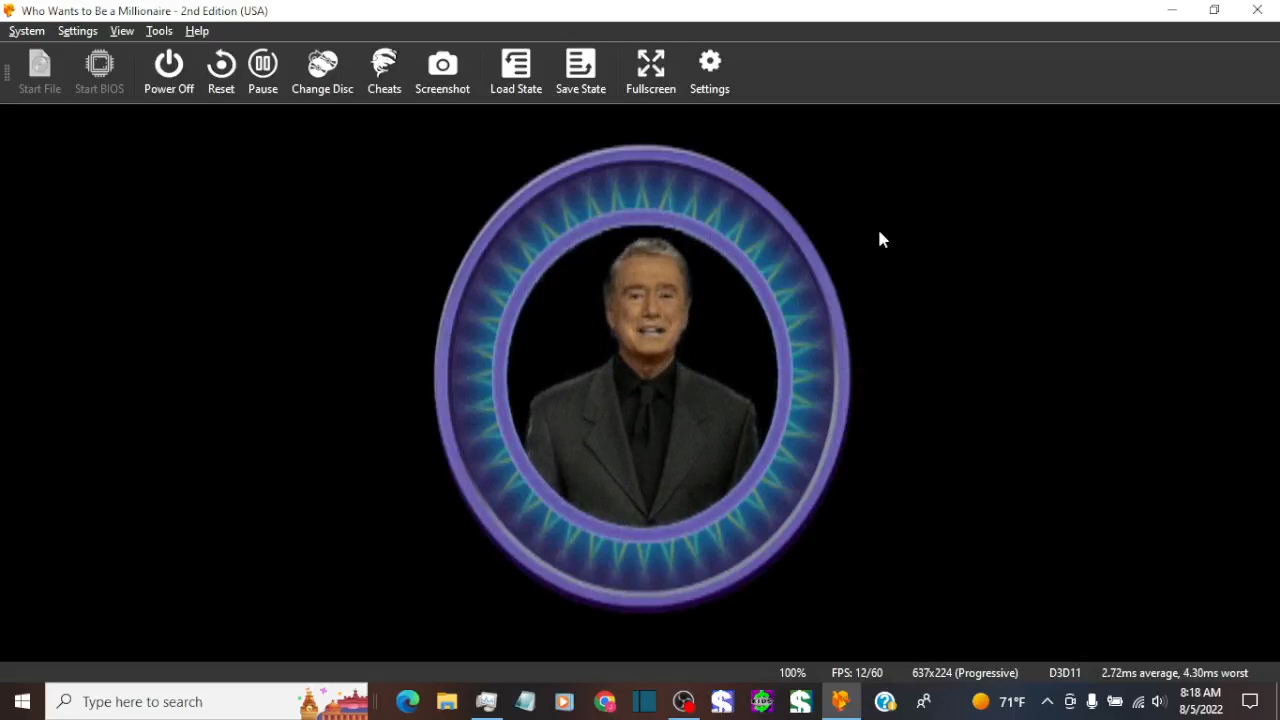 Who Wants to Be a Millionaire - 2nd Edition (USA)
System Settings View Tools Help
Start File Start BIOS Power Off Reset Pause Change Disc Cheats Screenshot Load State Save State Fullscreen Settings
100% FPS: 12/60 637x224 (Progressive) D3D11 2.72ms average, 4.30ms worst
Type here to search
KIDS
71°F
8:18 AM
8/5/2022